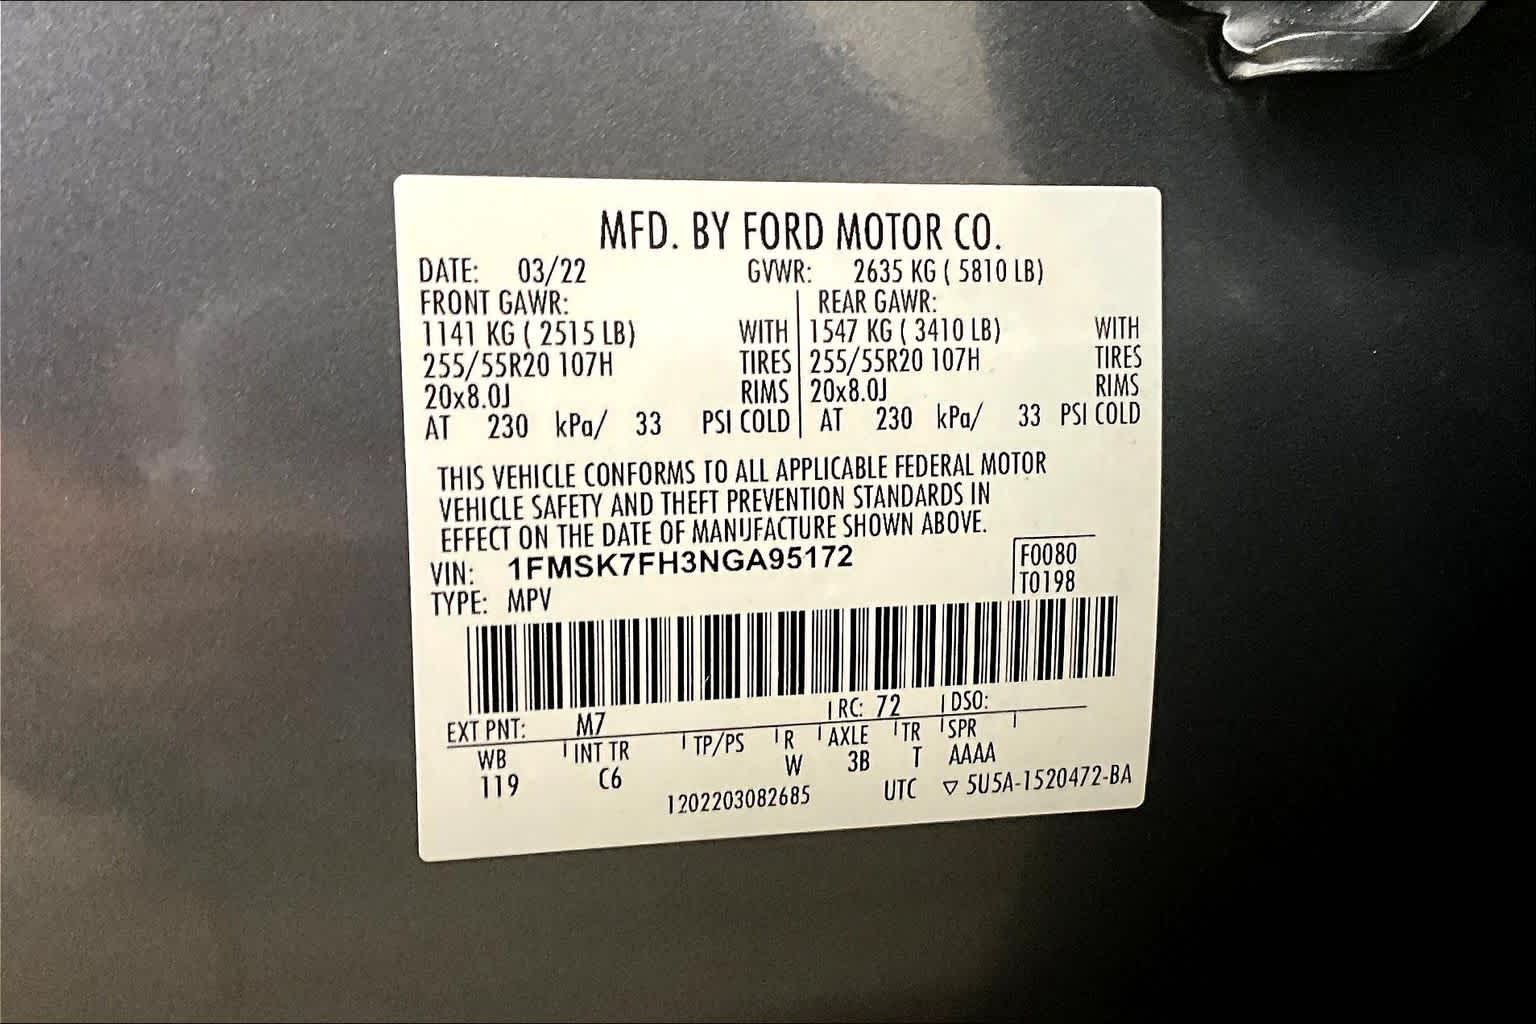 MFD. BY FORD MOTOR CO.
DATE: 03/22 GVWR: 2635 KG ( 5810 LB)
FRONT GAWR: REAR GAWR:
1141 KG ( 2515 LB) WITH 1547 KG ( 3410 LB) WITH
255/55R20 107H TIRES 255/55R20 107H TIRES
20x8.0J RIMS 20x8.0J RIMS
AT 230 kPa/ 33 PSI COLD AT 230 kPa/ 33 PSI COLD
THIS VEHICLE CONFORMS TO ALL APPLICABLE FEDERAL MOTOR
VEHICLE SAFETY AND THEFT PREVENTION STANDARDS IN
EFFECT ON THE DATE OF MANUFACTURE SHOWN ABOVE.
VIN: 1FMSK7FH3NGA95172 F0080
TYPE: MPV T0198
EXT PNT: M7 RC: 72 DSO:
WB INT TR TP/PS R AXLE TR SPR
119 C6 W 3B T AAAA
1202203082685 UTC ▽ 5U5A-1520472-BA